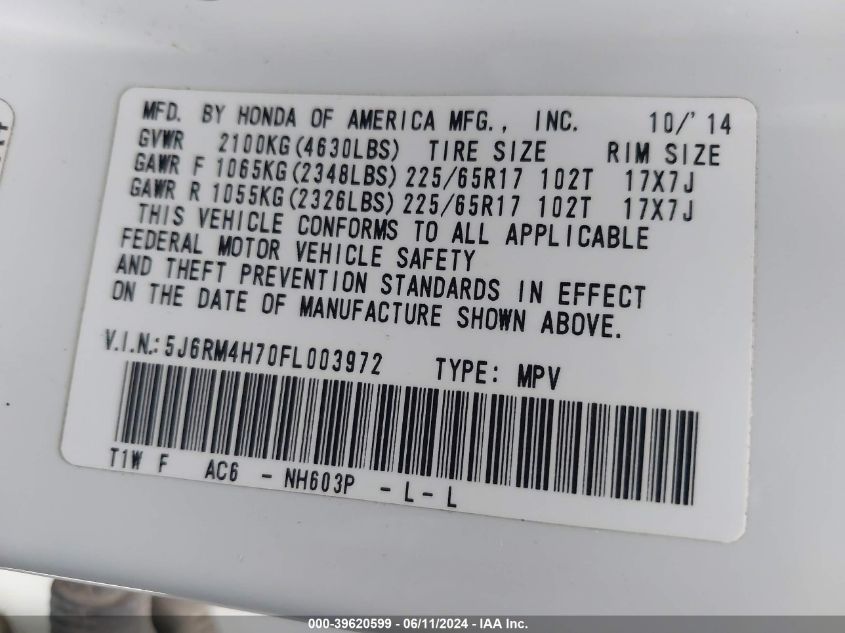 MFD. BY HONDA OF AMERICA MFG., INC. 10/'14
GVWR 2100KG(4630LBS) TIRE SIZE RIM SIZE
GAWR F 1065KG(2348LBS) 225/65R17 102T 17X7J
GAWR R 1055KG(2326LBS) 225/65R17 102T 17X7J
THIS VEHICLE CONFORMS TO ALL APPLICABLE
FEDERAL MOTOR VEHICLE SAFETY
AND THEFT PREVENTION STANDARDS IN EFFECT
ON THE DATE OF MANUFACTURE SHOWN ABOVE.
V.I.N.: 5J6RM4H70FL003972 TYPE: MPV
T1W F AC6 - NH603P - L - L
000-39620599 - 06/11/2024 - IAA Inc.